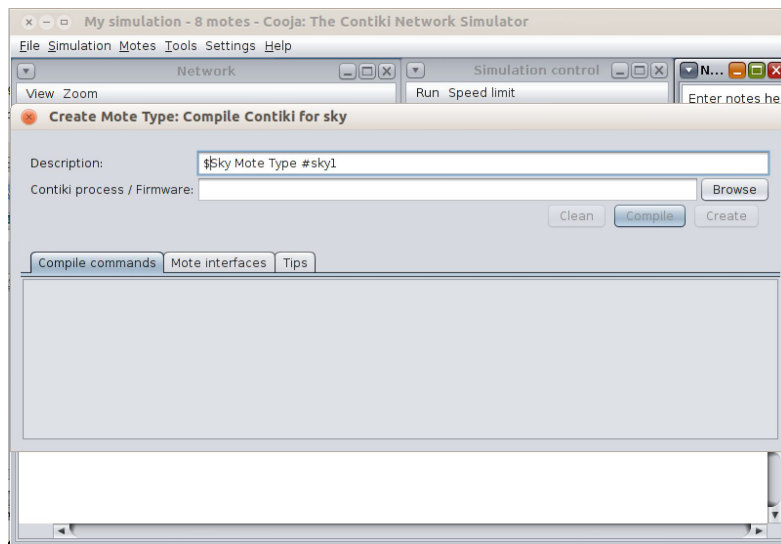 My simulation - 8 motes - Cooja: The Contiki Network Simulator
File Simulation Motes Tools Settings Help
Network
Simulation control
N...
View Zoom
Run Speed limit
Enter notes he
Create Mote Type: Compile Contiki for sky
Description:
$Sky Mote Type #sky1
Contiki process / Firmware:
Browse
Clean
Compile
Create
Compile commands
Mote interfaces
Tips